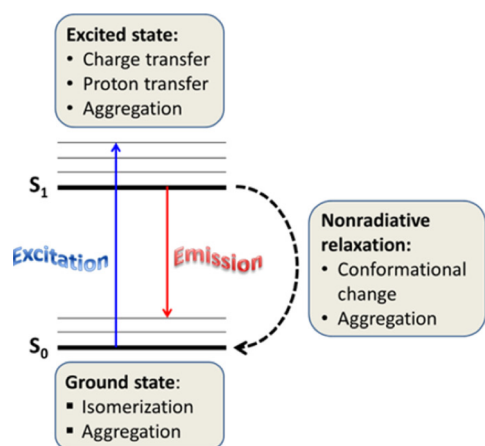 Excited state:
• Charge transfer
• Proton transfer
• Aggregation
S1
Excitation
Emission
Nonradiative
relaxation:
• Conformational
change
• Aggregation
S0
Ground state:
▪ Isomerization
▪ Aggregation